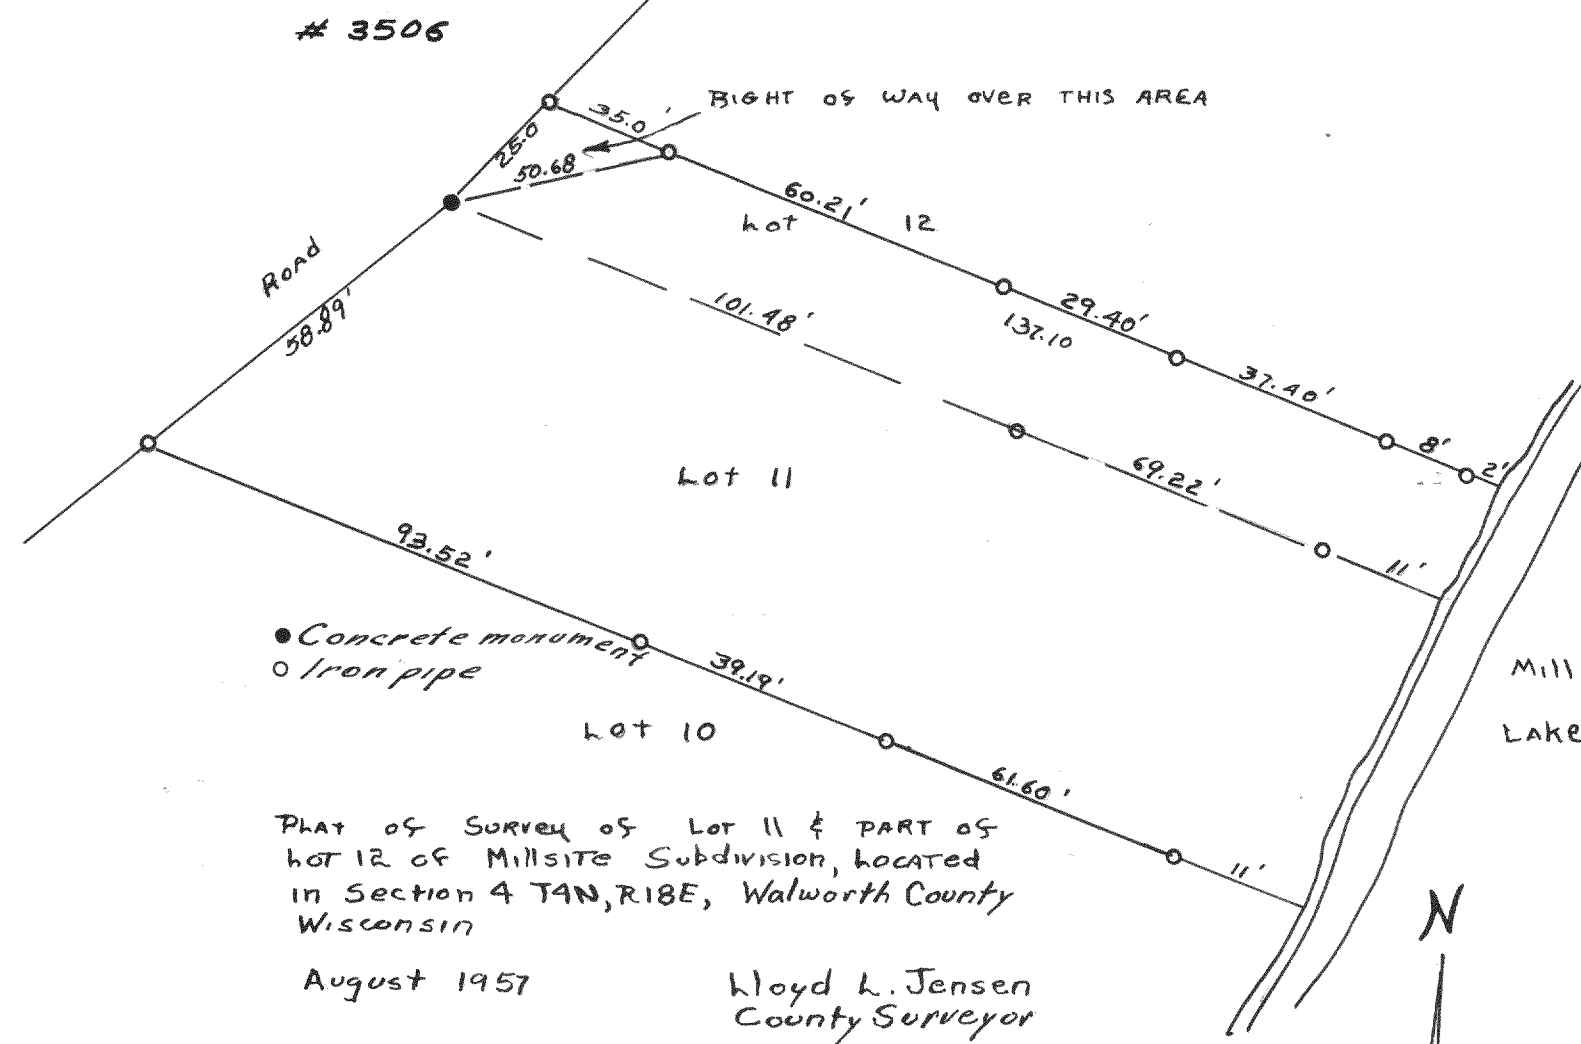 # 3506
RIGHT of WAY OVER THIS AREA
35.0'
25.0
50.68
60.21'
Lot 12
Road
58.89'
101.48'
29.40'
137.10
37.40'
8'
2'
69.22'
11'
Lot 11
93.52'
Concrete monument
Iron pipe
39.19'
Mill
Lake
Lot 10
61.60'
11'
Plat of Survey of Lot 11 & PART of
Lot 12 of Millsite Subdivision, Located
in Section 4 T4N, R18E, Walworth County
Wisconsin
August 1957
Lloyd L. Jensen
County Surveyor
N